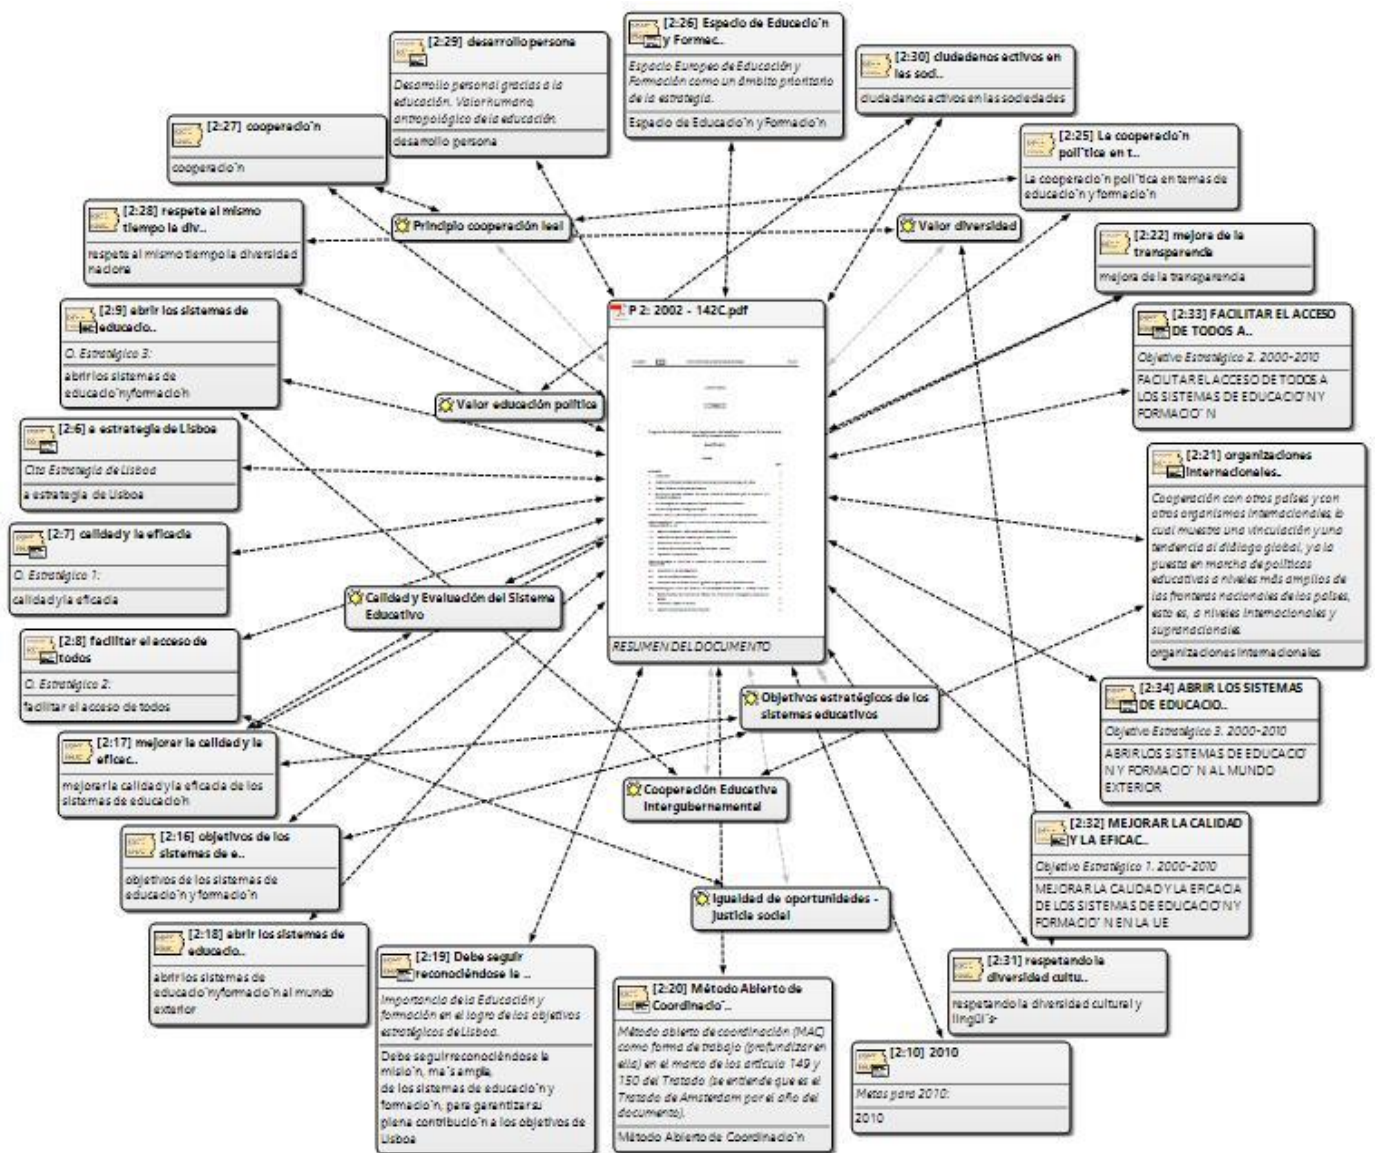 [2:26] Espacio de Educacio´n
y Formac..
Espacio Europeo de Educación y
Formación como un ámbito prioritario
de la estrategia.
Espacio de Educacio´n y Formacio´n
[2:29] desarrollo persona
Desarrollo personal gracias a la
educación. Valor humano,
antropológico de la educación.
desarrollo persona
[2:30] ciudadanos activos en
las soci..
ciudadanos activos en las sociedades
[2:27] cooperacio´n
cooperacio´n
[2:25] La cooperacio´n
poli´tica en t..
La cooperacio´n poli´tica en temas de
educacio´n y formacio´n
[2:28] respete al mismo
tiempo la div..
respete al mismo tiempo la diversidad
naciona
Principio cooperación leal
Valor diversidad
[2:22] mejora de la
transparencia
mejora de la transparencia
[2:9] abrir los sistemas de
educacio..
O. Estratégico 3:
abrir los sistemas de
educacio´nyformacio´n
P 2: 2002 - 142C.pdf
RESUMEN DEL DOCUMENTO
[2:33] FACILITAR EL ACCESO
DE TODOS A..
Objetivo Estratégico 2. 2000-2010
FACILITAR EL ACCESO DE TODOS A
LOS SISTEMAS DE EDUCACIO´N Y
FORMACIO´ N
Valor educación política
[2:6] a estrategia de Lisboa
Cita Estrategia de Lisboa
a estrategia de Lisboa
[2:21] organizaciones
internacionales..
Cooperación con otros países y con
otros organismos internacionales, lo
cual muestra una vinculación y una
tendencia al diálogo global, y a la
puesta en marcha de políticas
educativas a niveles más amplios de
las fronteras nacionales de los países,
esto es, a niveles internacionales y
supranacionales
organizaciones internacionales
[2:7] calidad y la eficacia
O. Estratégico 1:
calidad y la eficacia
Calidad y Evaluación del Sistema
Educativo
[2:8] facilitar el acceso de
todos
O. Estratégico 2:
facilitar el acceso de todos
Objetivos estratégicos de los
sistemas educativos
[2:34] ABRIR LOS SISTEMAS
DE EDUCACIO..
Objetivo Estratégico 3. 2000-2010
ABRIR LOS SISTEMAS DE EDUCACIO´
N Y FORMACIO´ N AL MUNDO
EXTERIOR
[2:17] mejorar la calidad y la
eficac..
mejorar la calidad y la eficacia de los
sistemas de educacio´n
Cooperación Educativa
Intergubernamental
[2:16] objetivos de los
sistemas de e..
objetivos de los sistemas de
educacio´n y formacio´n
[2:32] MEJORAR LA CALIDAD
Y LA EFICAC..
Objetivo Estratégico 1. 2000-2010
MEJORAR LA CALIDAD Y LA EFICACIA
DE LOS SISTEMAS DE EDUCACIO´N Y
FORMACIO´ N EN LA UE
Igualdad de oportunidades -
Justicia social
[2:18] abrir los sistemas de
educacio..
abrir los sistemas de
educacio´nyformacio´n al mundo
exterior
[2:19] Debe seguir
reconociéndose la ..
Importancia de la Educación y
formación en el logro de los objetivos
estratégicos de Lisboa.
Debe seguir reconociéndose la
misio´n, ma´s amplia,
de los sistemas de educacio´n y
formacio´n, para garantizar su
plena contribucio´n a los objetivos de
Lisboa
[2:20] Método Abierto de
Coordinacio´..
Método abierto de coordinación (MAC)
como forma de trabajo (profundizar en
ella) en el marco de los artículo 149 y
150 del Tratado (se entiende que es el
Tratado de Amsterdam por el año del
documento).
Método Abierto de Coordinacio´n
[2:31] respetando la
diversidad cultu..
respetando la diversidad cultural y
lingüi´s-
[2:10] 2010
Metas para 2010:
2010